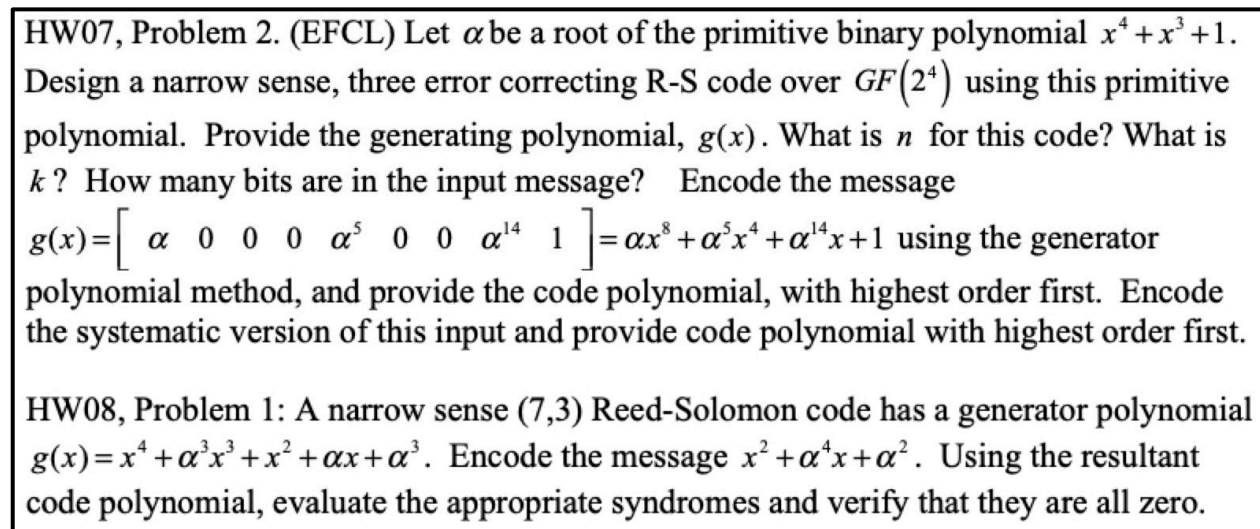 HW07, Problem 2. (EFCL) Let α be a root of the primitive binary polynomial x⁴ + x³ + 1.
Design a narrow sense, three error correcting R-S code over GF(2⁴) using this primitive
polynomial. Provide the generating polynomial, g(x). What is n for this code? What is
k ? How many bits are in the input message? Encode the message
g(x) = [ α 0 0 0 α⁵ 0 0 α¹⁴ 1 ] = αx⁸ + α⁵x⁴ + α¹⁴x + 1 using the generator
polynomial method, and provide the code polynomial, with highest order first. Encode
the systematic version of this input and provide code polynomial with highest order first.
HW08, Problem 1: A narrow sense (7,3) Reed-Solomon code has a generator polynomial
g(x) = x⁴ + α³x³ + x² + αx + α³. Encode the message x² + α⁴x + α². Using the resultant
code polynomial, evaluate the appropriate syndromes and verify that they are all zero.